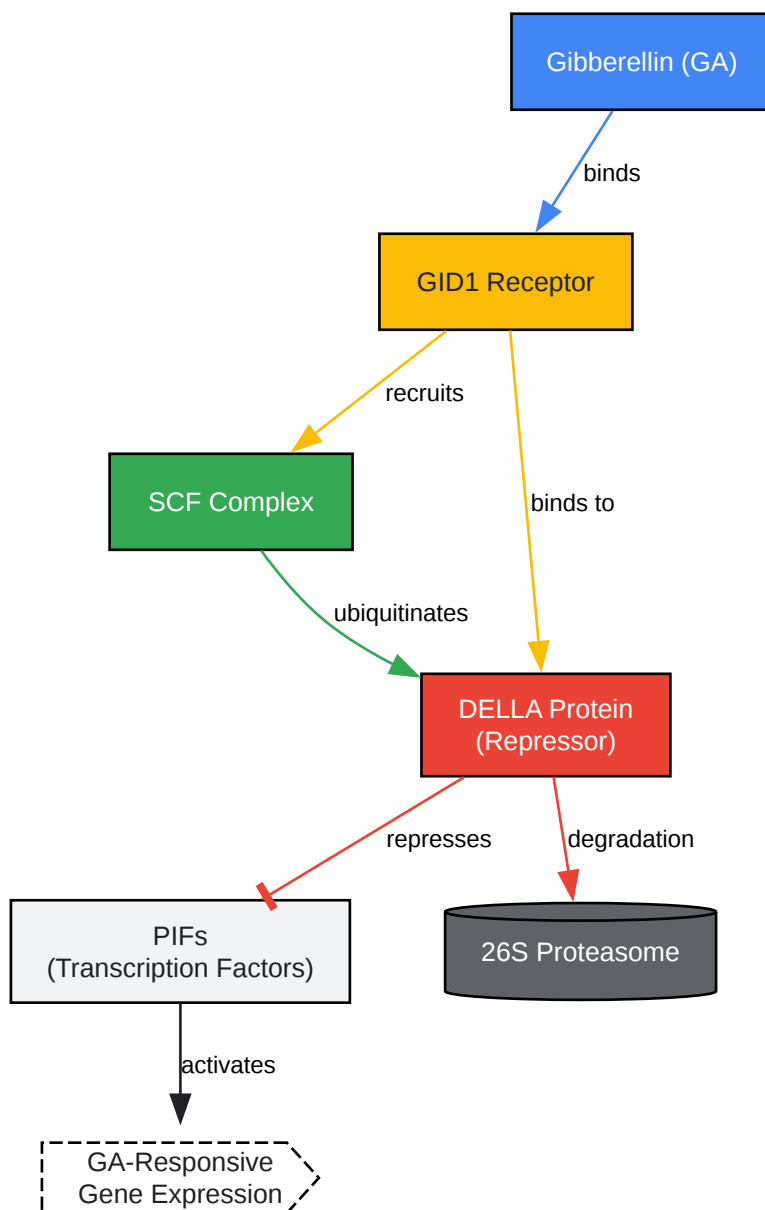 Gibberellin (GA)
binds
GID1 Receptor
recruits
SCF Complex
binds to
ubiquitinates
DELLA Protein
(Repressor)
represses
degradation
PIFs
(Transcription Factors)
26S Proteasome
activates
GA-Responsive
Gene Expression